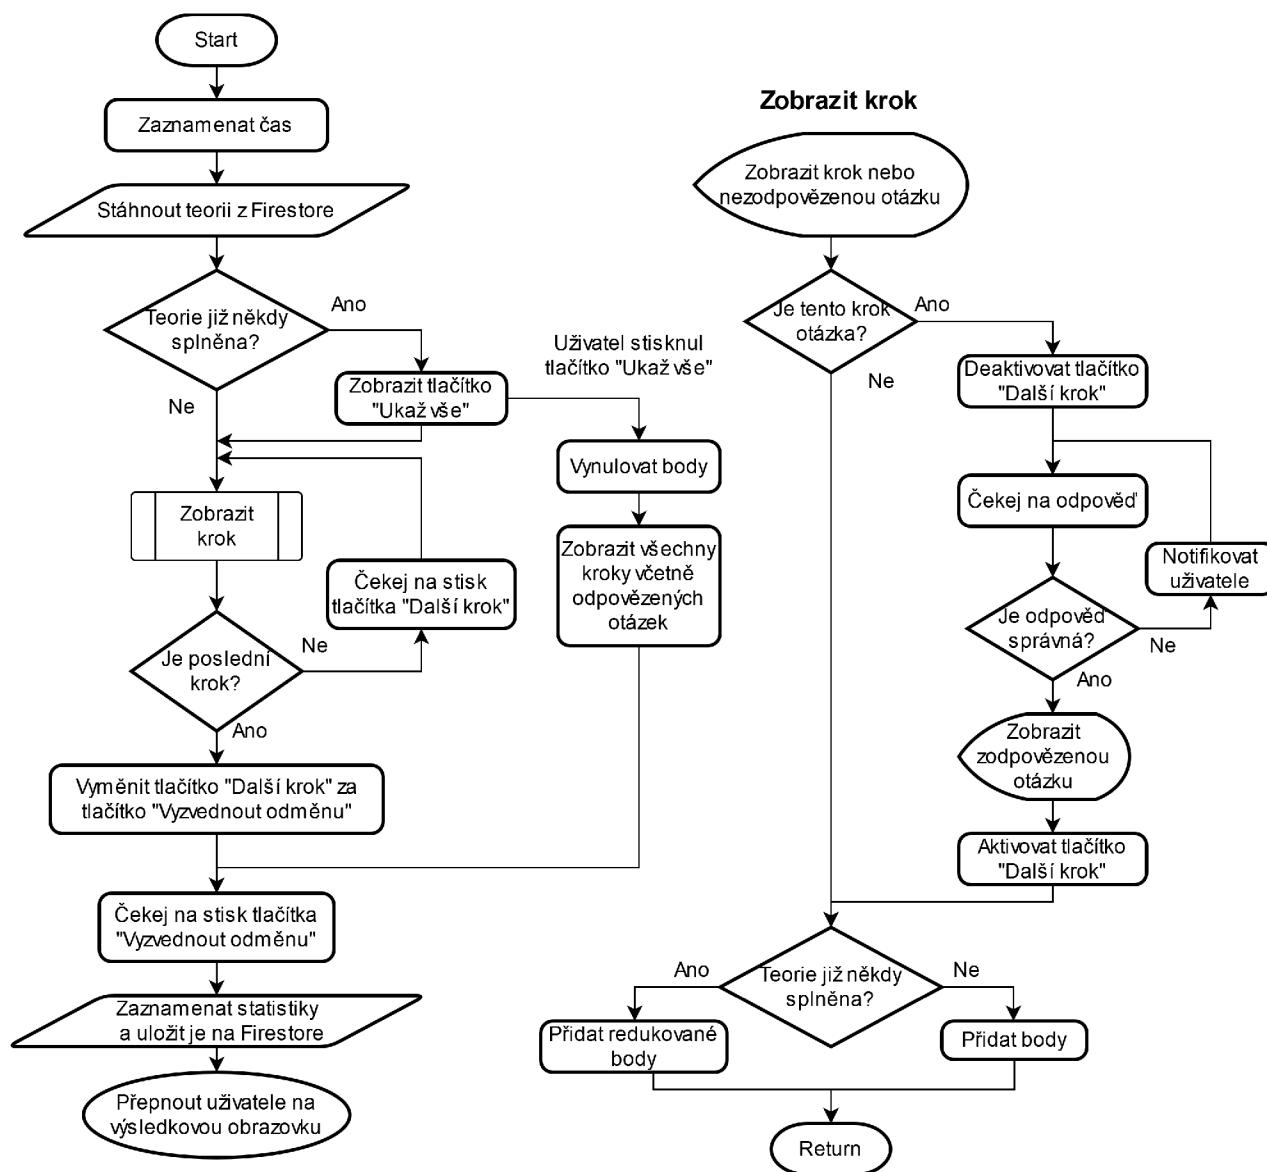 Start
Zaznamenat čas
Stáhnout teorii z Firestore
Teorie již někdy
splněna?
Ano
Ne
Zobrazit tlačítko
"Ukaž vše"
Uživatel stisknul
tlačítko "Ukaž vše"
Vynulovat body
Zobrazit všechny
kroky včetně
odpovězených
otázek
Zobrazit
krok
Čekej na stisk
tlačítka "Další krok"
Je poslední
krok?
Ne
Ano
Vyměnit tlačítko "Další krok" za
tlačítko "Vyzvednout odměnu"
Čekej na stisk tlačítka
"Vyzvednout odměnu"
Zaznamenat statistiky
a uložit je na Firestore
Přepnout uživatele na
výsledkovou obrazovku
Zobrazit krok
Zobrazit krok nebo
nezodpovězenou otázku
Je tento krok
otázka?
Ano
Ne
Deaktivovat tlačítko
"Další krok"
Čekej na odpověď
Notifikovat
uživatele
Je odpověd
správná?
Ne
Ano
Zobrazit
zodpovězenou
otázku
Aktivovat tlačítko
"Další krok"
Teorie již někdy
splněna?
Ano
Ne
Přidat redukované
body
Přidat body
Return